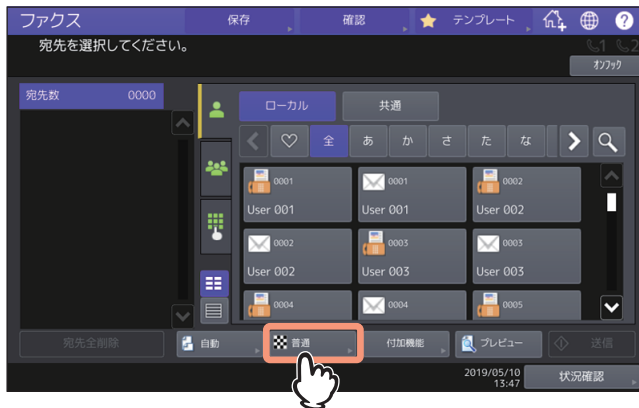 ファクス
保存
確認
テンプレート
?
宛先を選択してください。
1 2
オンフック
宛先数 0000
ローカル
共通
全 あ か さ た な
0001
User 001
0001
User 001
0002
User 002
0002
User 002
0003
User 003
0003
User 003
0004
0004
0005
宛先全削除
自動
普通
付加機能
プレビュー
送信
2019/05/10
13:47
状況確認